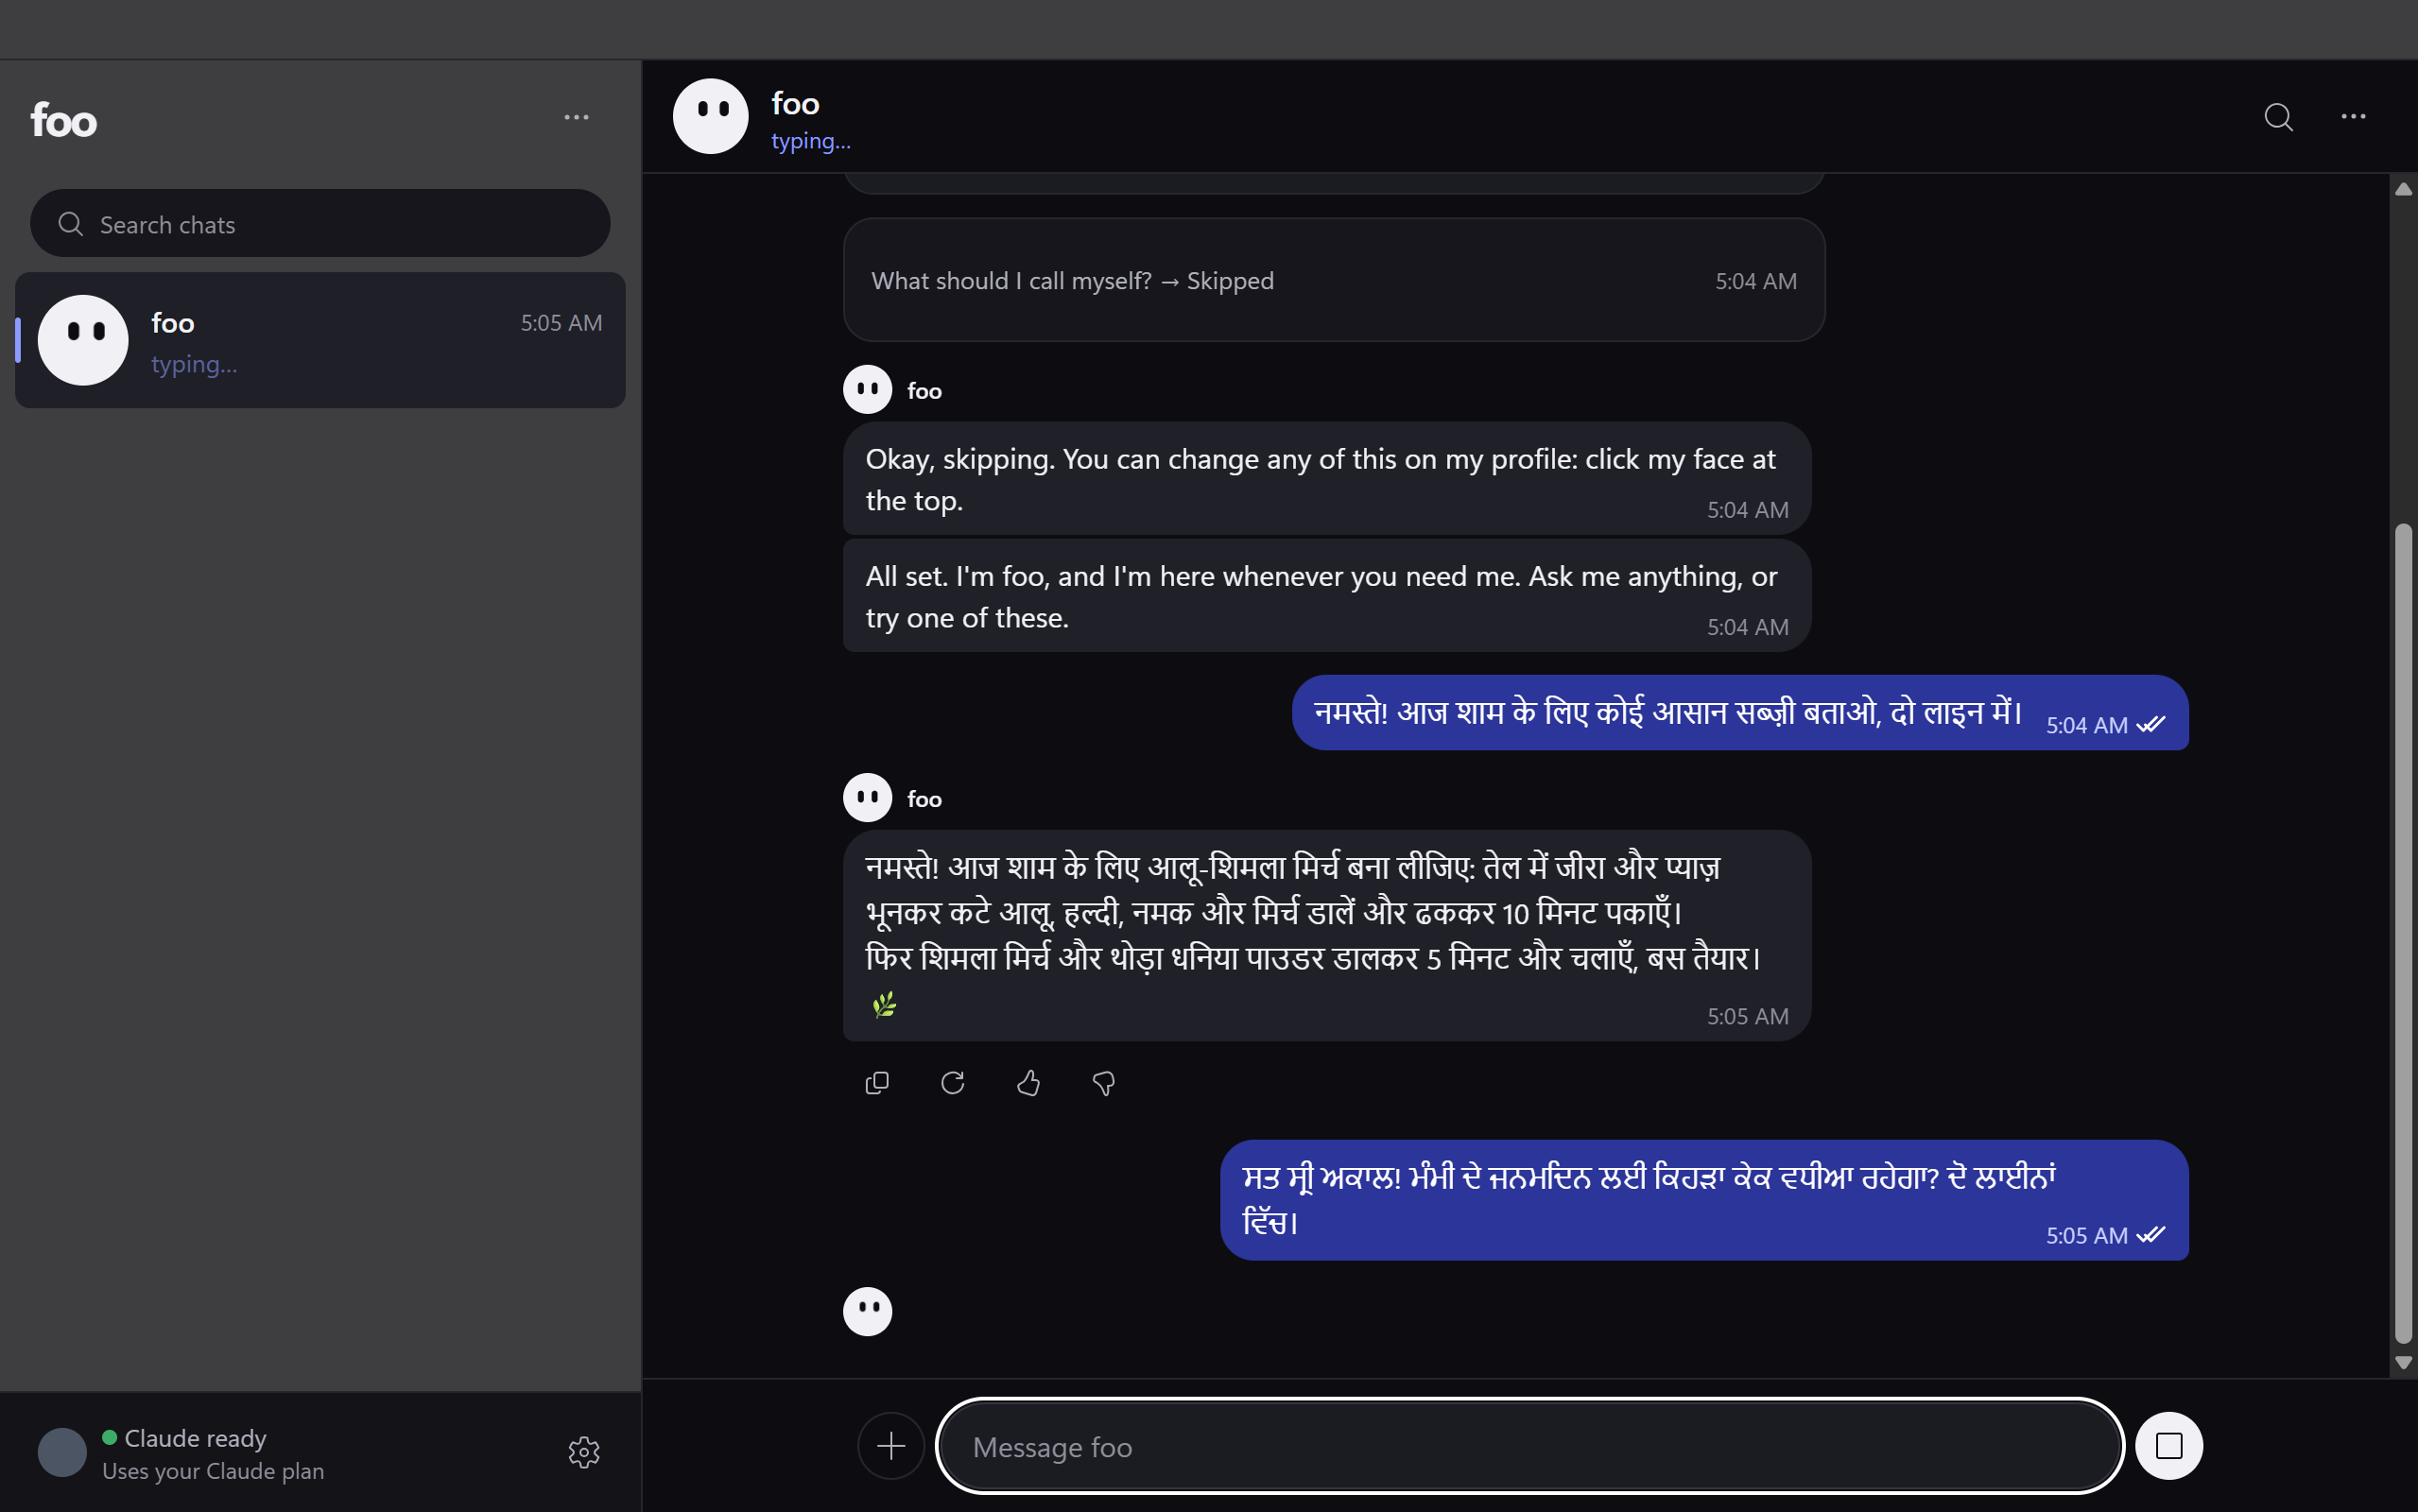 foo
Search chats
foo
5:05 AM
typing...
Claude ready
Uses your Claude plan
foo
typing...
What should I call myself? → Skipped
5:04 AM
foo
Okay, skipping. You can change any of this on my profile: click my face at
the top.
5:04 AM
All set. I'm foo, and I'm here whenever you need me. Ask me anything, or
try one of these.
5:04 AM
नमस्ते! आज शाम के लिए कोई आसान सब्ज़ी बताओ, दो लाइन में।
5:04 AM
foo
नमस्ते! आज शाम के लिए आलू-शिमला मिर्च बना लीजिए: तेल में जीरा और प्याज़
भूनकर कटे आलू, हल्दी, नमक और मिर्च डालें और ढककर 10 मिनट पकाएँ।
फिर शिमला मिर्च और थोड़ा धनिया पाउडर डालकर 5 मिनट और चलाएँ, बस तैयार।
🌿
5:05 AM
ਸਤ ਸ੍ਰੀ ਅਕਾਲ! ਮੰਮੀ ਦੇ ਜਨਮਦਿਨ ਲਈ ਕਿਹੜਾ ਕੇਕ ਵਧੀਆ ਰਹੇਗਾ? ਦੋ ਲਾਈਨਾਂ
ਵਿੱਚ।
5:05 AM
Message foo